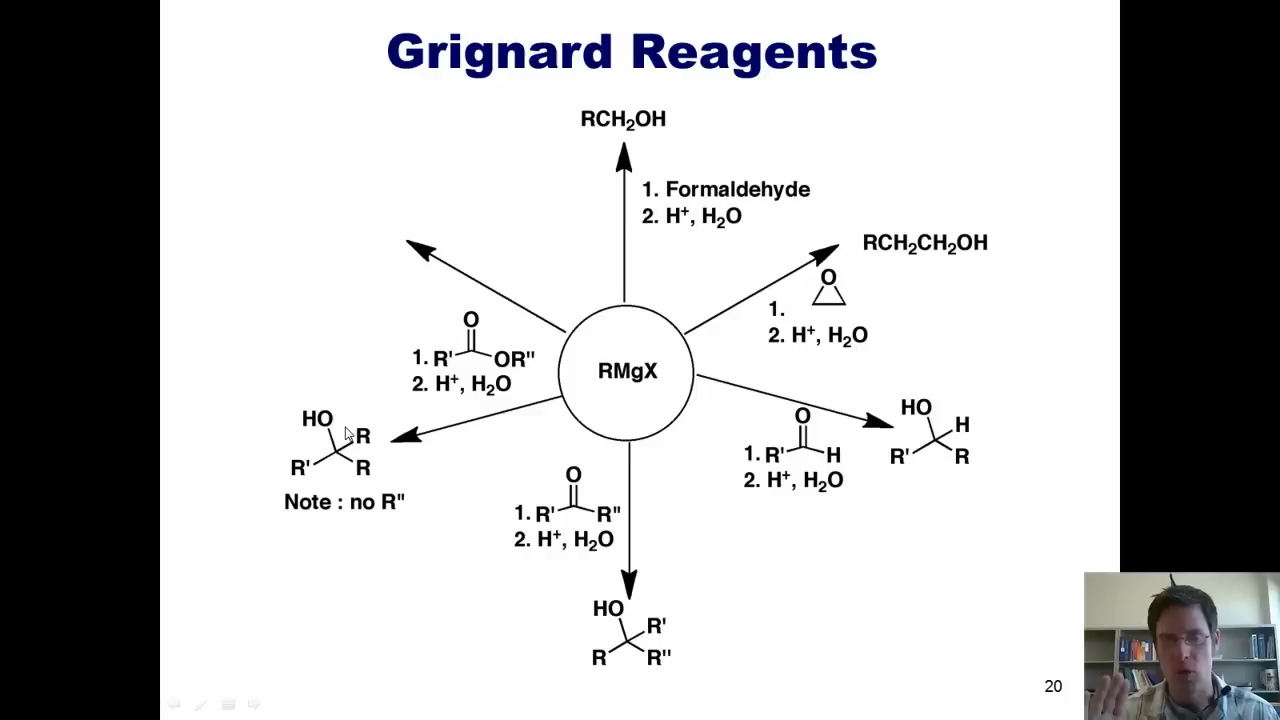 Grignard Reagents
RCH₂OH
1. Formaldehyde
2. H⁺, H₂O
RCH₂CH₂OH
O
1.
2. H⁺, H₂O
O
1. R' OR"
2. H⁺, H₂O
RMgX
HO
R
R' R
Note : no R"
O
1. R' H
2. H⁺, H₂O
HO
H
R' R
O
1. R' R"
2. H⁺, H₂O
HO
R'
R R"
20